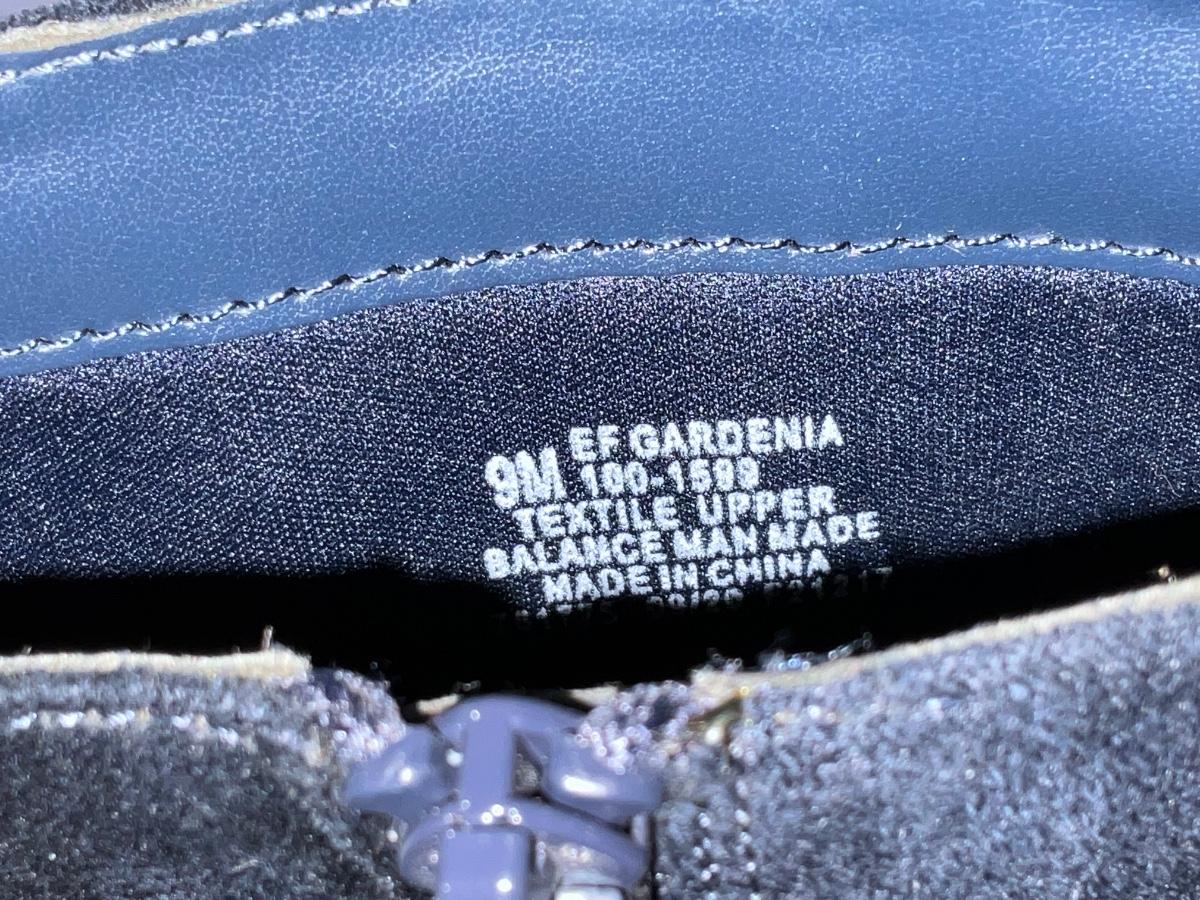 9M EF GARDENIA
100-1599
TEXTILE UPPER
BALANCE MAN MADE
MADE IN CHINA